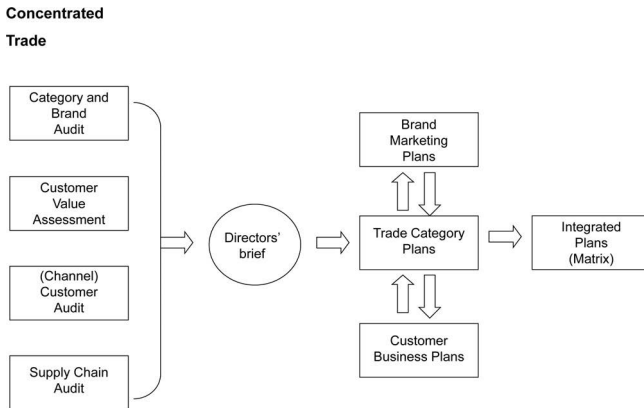 Concentrated
Trade
Category and
Brand
Audit
Customer
Value
Assessment
(Channel)
Customer
Audit
Supply Chain
Audit
Directors'
brief
Brand
Marketing
Plans
Trade Category
Plans
Customer
Business Plans
Integrated
Plans
(Matrix)